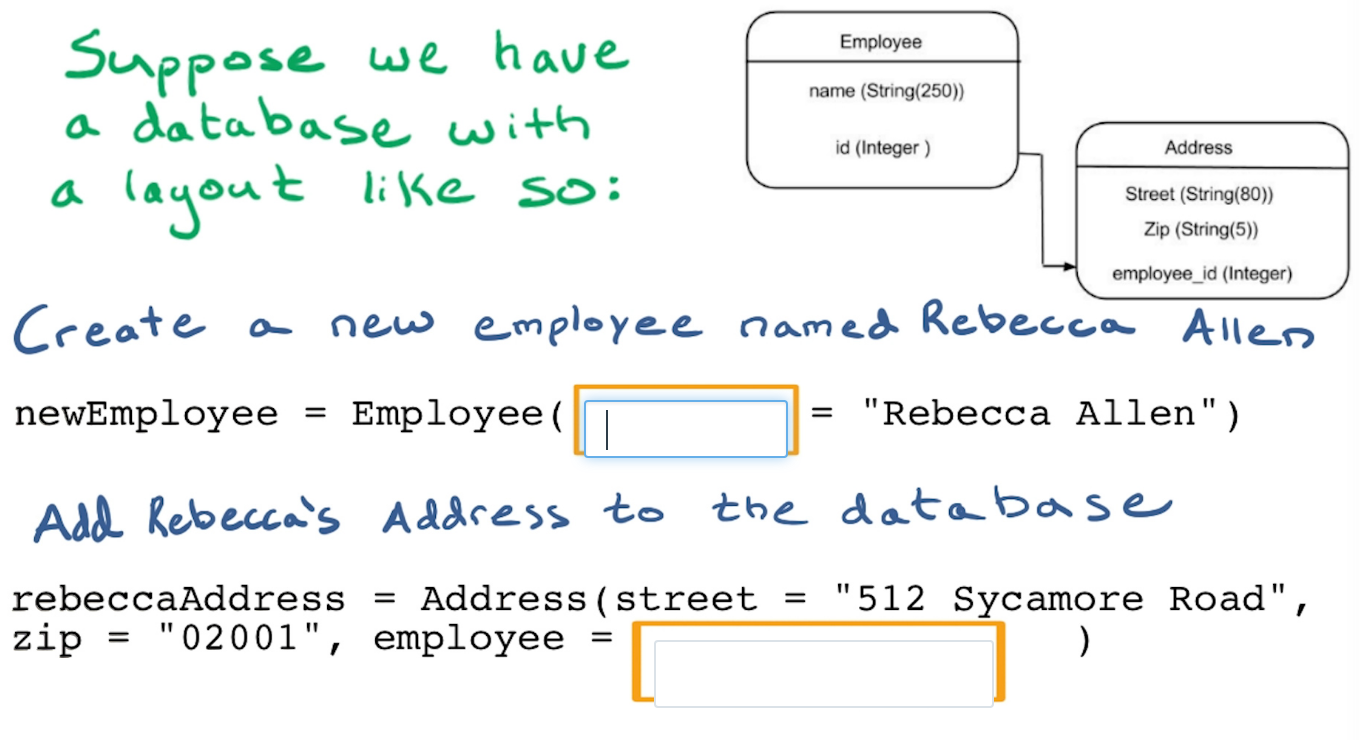 Suppose we have
a database with
a layout like so:
Employee
name (String(250))
id (Integer )
Address
Street (String(80))
Zip (String(5))
employee_id (Integer)
Create a new employee named Rebecca Allen
newEmployee = Employee( = "Rebecca Allen")
Add Rebecca's Address to the database
rebeccaAddress = Address(street = "512 Sycamore Road",
zip = "02001", employee = )